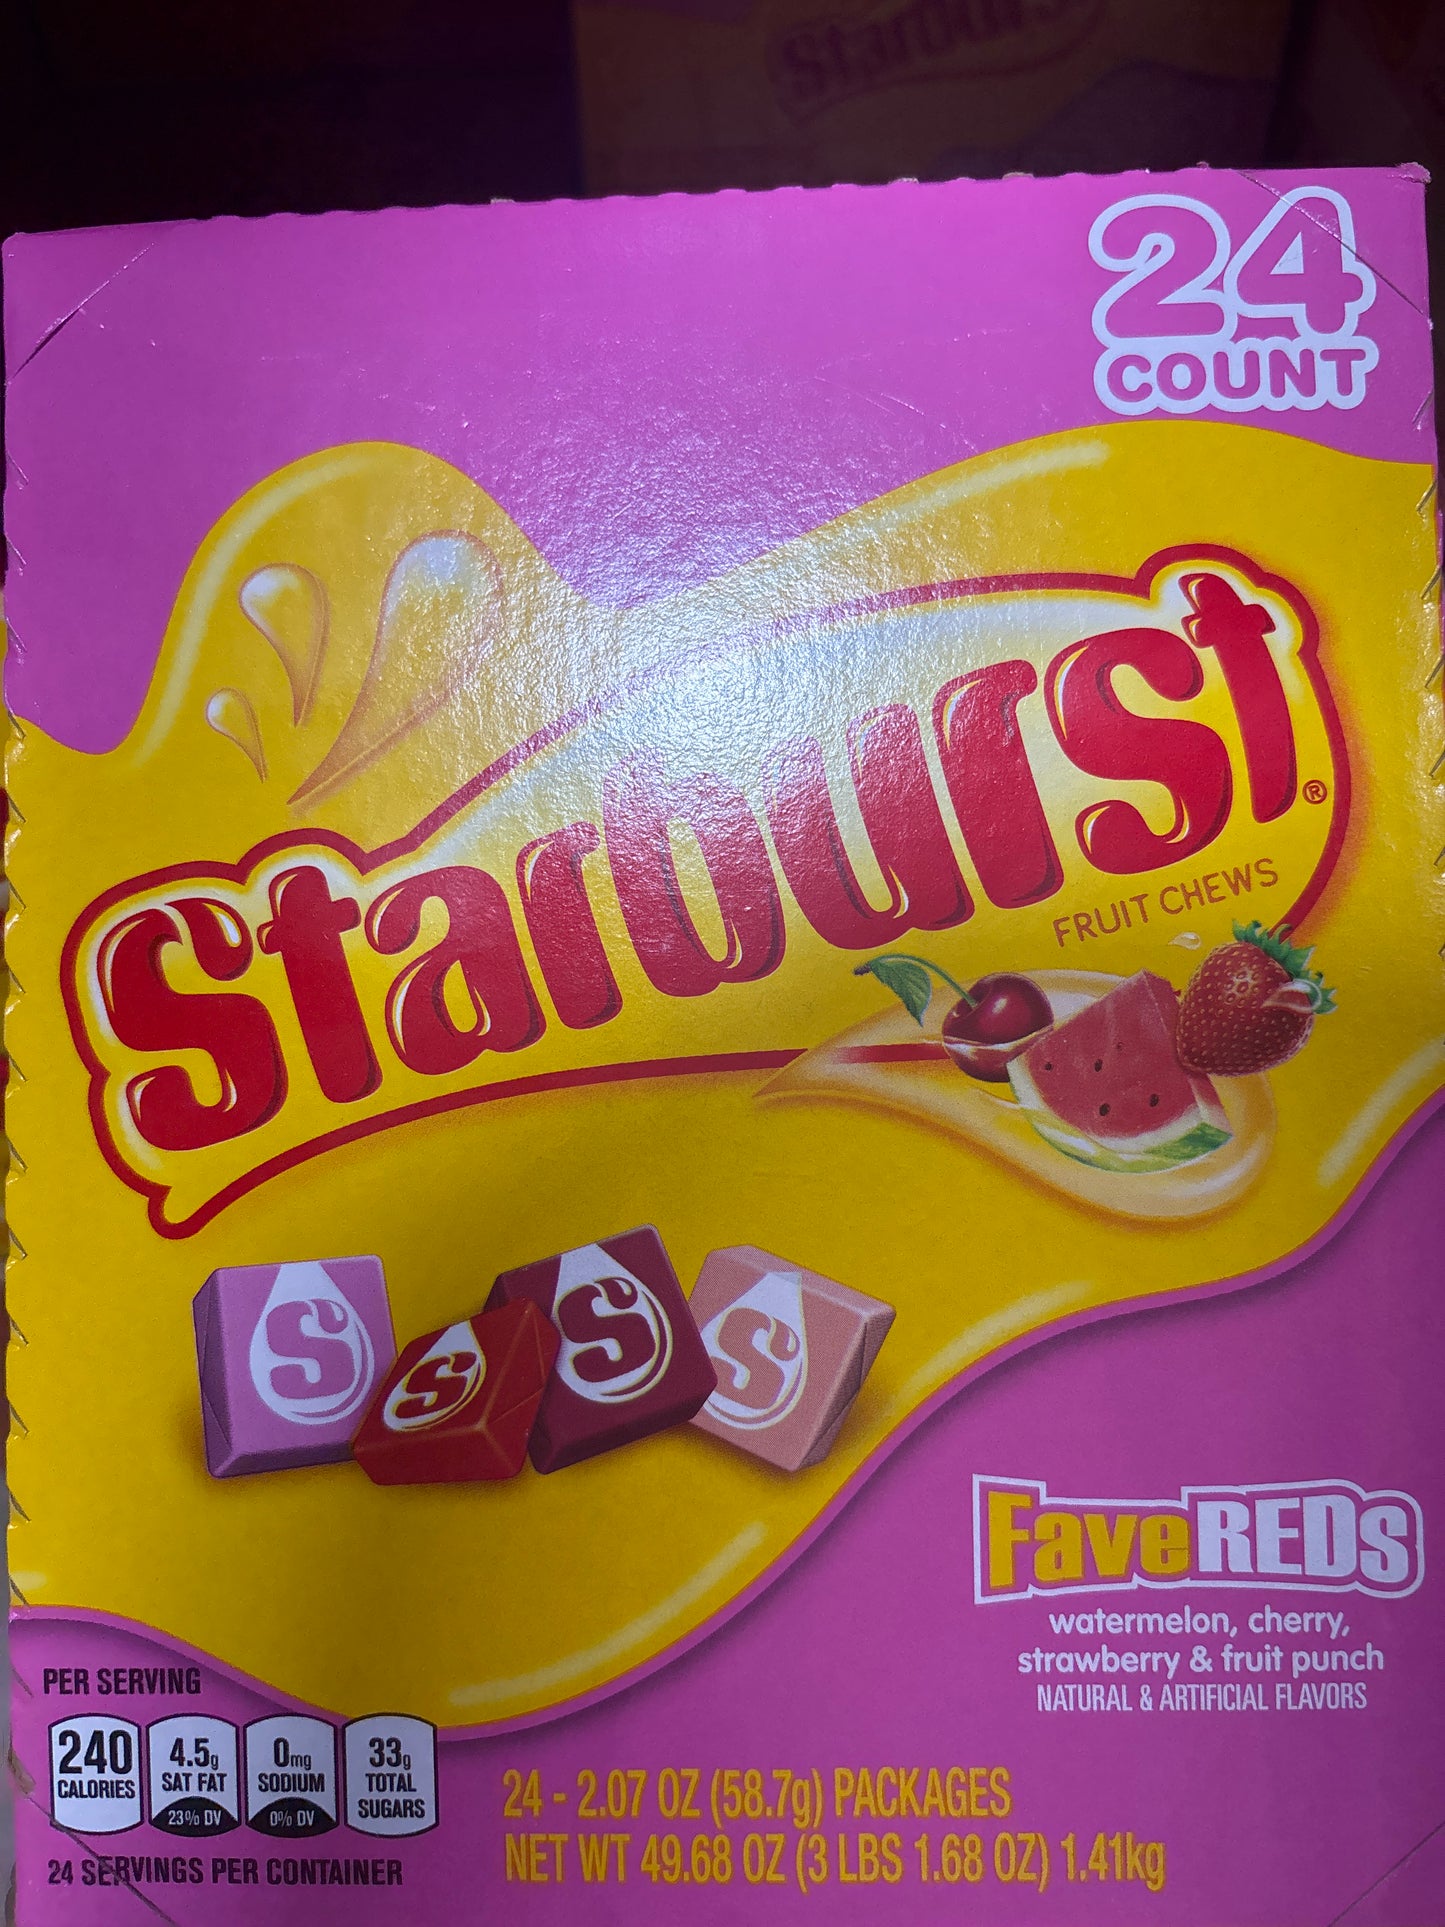 Starburst
24
COUNT
Starburst®
FRUIT CHEWS
S
S
S
S
FaveREDs
watermelon, cherry,
strawberry & fruit punch
NATURAL & ARTIFICIAL FLAVORS
PER SERVING
240
CALORIES
4.5g
SAT FAT
23% DV
0mg
SODIUM
0% DV
33g
TOTAL
SUGARS
24 SERVINGS PER CONTAINER
24 - 2.07 OZ (58.7g) PACKAGES
NET WT 49.68 OZ (3 LBS 1.68 OZ) 1.41kg